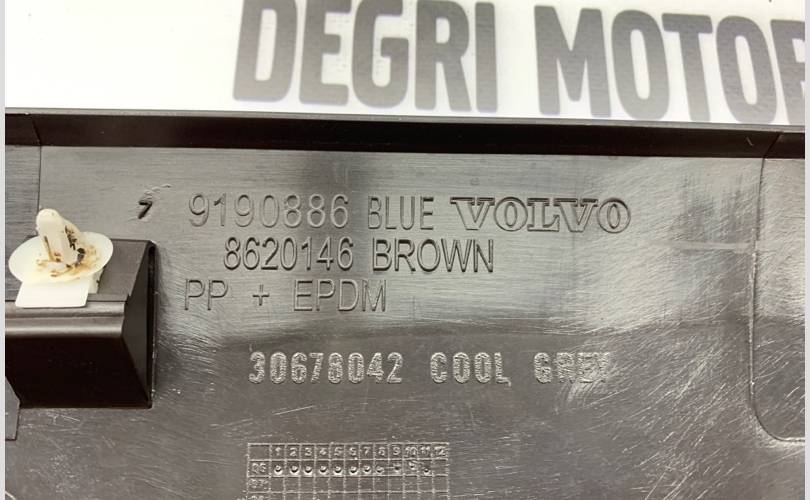 DEGRI MOTOR
9190886 BLUE VOLVO
8620146 BROWN
PP + EPDM
30678042 COOL GREY
1 2 3 4 5 6 7 8 9 10 11 12
06